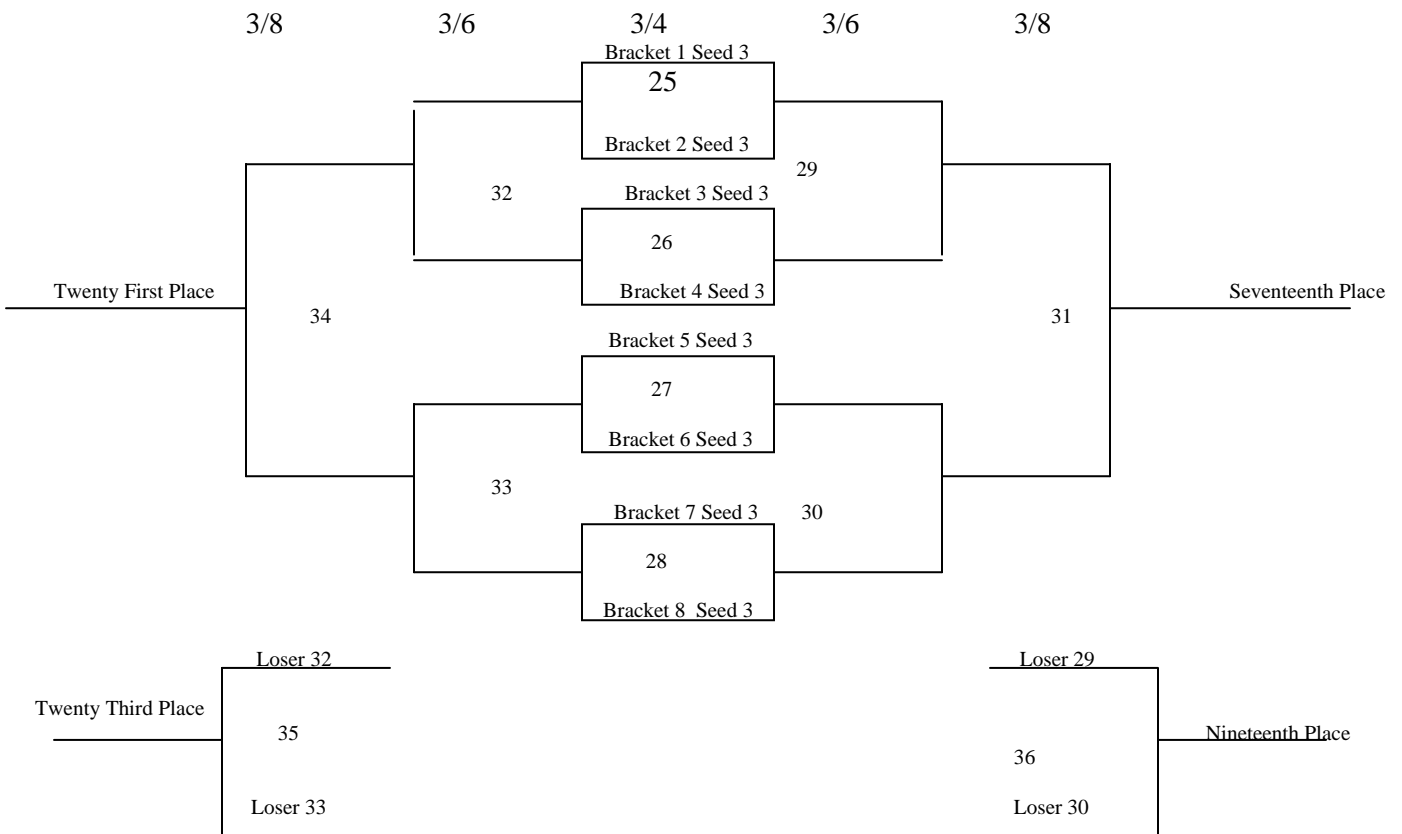 3/8 3/6 3/4 3/6 3/8
Bracket 1 Seed 3
25
Bracket 2 Seed 3
29
32 Bracket 3 Seed 3
26
Twenty First Place Bracket 4 Seed 3 Seventeenth Place
34 31
Bracket 5 Seed 3
27
Bracket 6 Seed 3
33
Bracket 7 Seed 3 30
28
Bracket 8 Seed 3
Loser 32 Loser 29
Twenty Third Place
35 Nineteenth Place
36
Loser 33 Loser 30